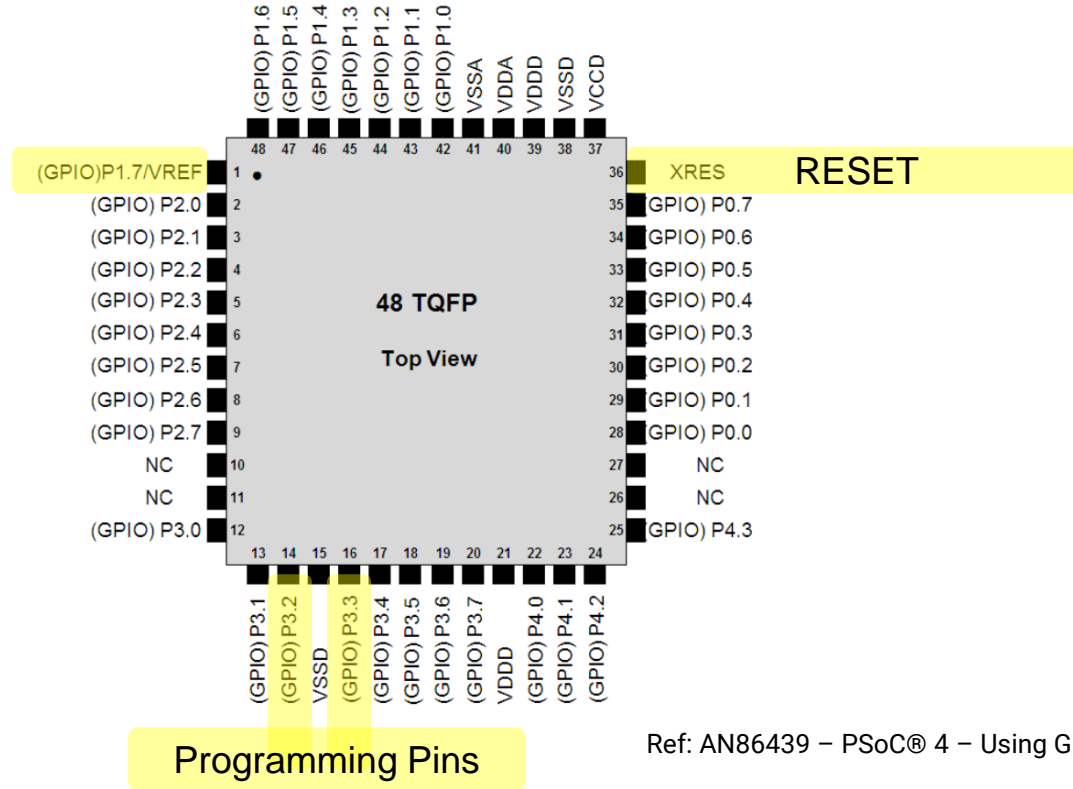 (GPIO) P1.6
(GPIO) P1.5
(GPIO) P1.4
(GPIO) P1.3
(GPIO) P1.2
(GPIO) P1.1
(GPIO) P1.0
VSSA
VDDA
VDDD
VSSD
VCCD
48 47 46 45 44 43 42 41 40 39 38 37
(GPIO)P1.7/VREF 1 36 XRES RESET
(GPIO) P2.0 2 35 (GPIO) P0.7
(GPIO) P2.1 3 34 (GPIO) P0.6
(GPIO) P2.2 4 33 (GPIO) P0.5
(GPIO) P2.3 5 48 TQFP 32 (GPIO) P0.4
(GPIO) P2.4 6 31 (GPIO) P0.3
(GPIO) P2.5 7 Top View 30 (GPIO) P0.2
(GPIO) P2.6 8 29 (GPIO) P0.1
(GPIO) P2.7 9 28 (GPIO) P0.0
NC 10 27 NC
NC 11 26 NC
(GPIO) P3.0 12 25 (GPIO) P4.3
13 14 15 16 17 18 19 20 21 22 23 24
(GPIO) P3.1
(GPIO) P3.2
VSSD
(GPIO) P3.3
(GPIO) P3.4
(GPIO) P3.5
(GPIO) P3.6
(GPIO) P3.7
VDDD
(GPIO) P4.0
(GPIO) P4.1
(GPIO) P4.2
Programming Pins
Ref: AN86439 – PSoC® 4 – Using G